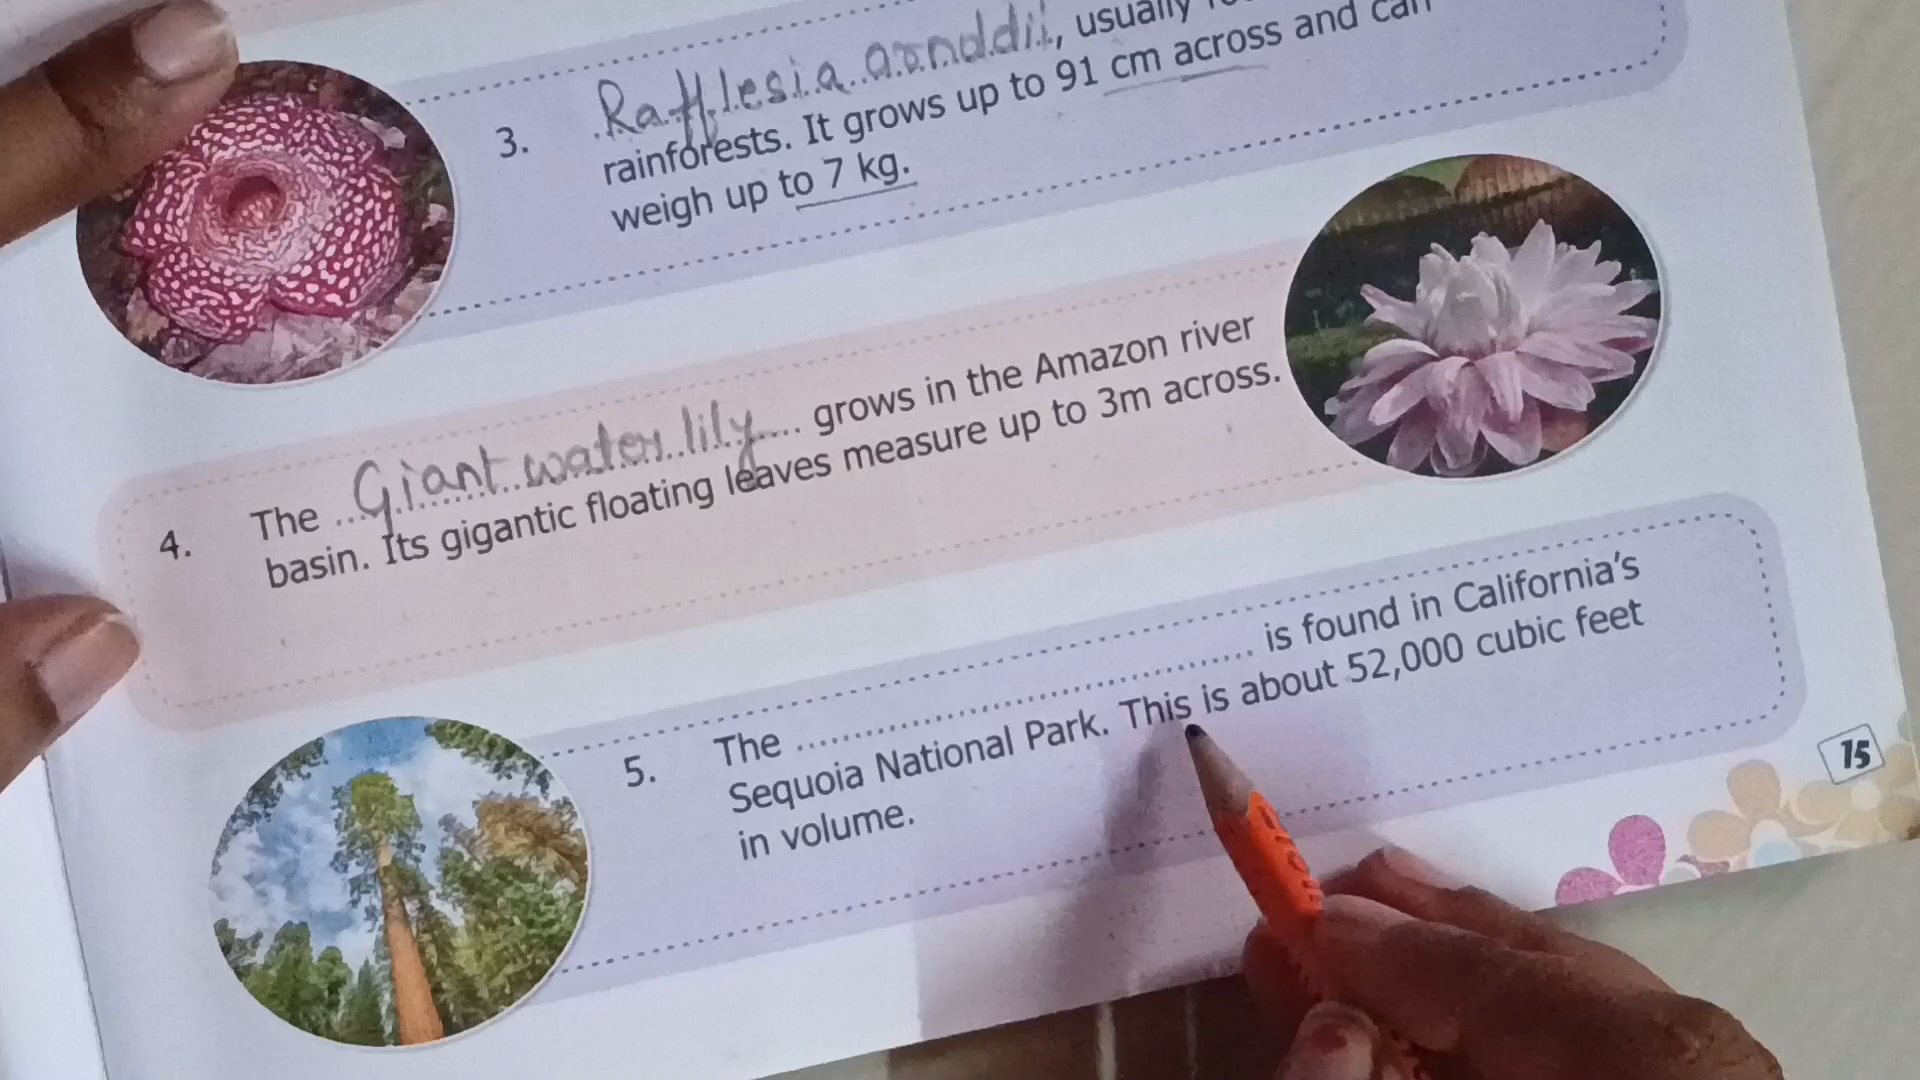 3. Rafflesia arnoldii, usually
rainforests. It grows up to 91 cm across and can
weigh up to 7 kg.
4. The Giant water lily grows in the Amazon river
basin. Its gigantic floating leaves measure up to 3m across.
5. The .......... is found in California's
Sequoia National Park. This is about 52,000 cubic feet
in volume.
15